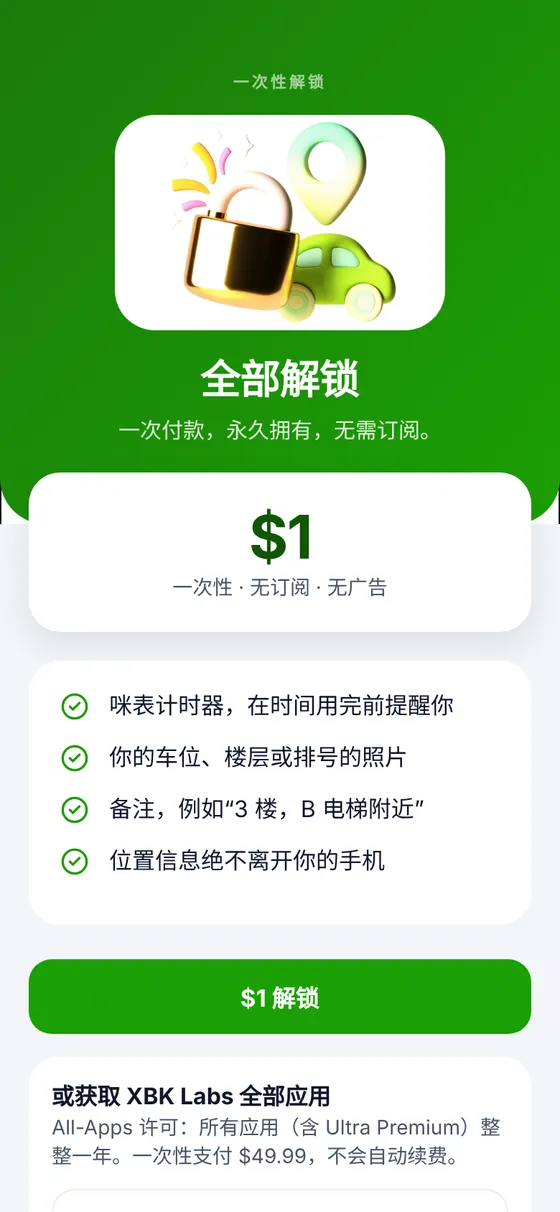 一次性解锁
全部解锁
一次付款，永久拥有，无需订阅。
$1
一次性 · 无订阅 · 无广告
咪表计时器，在时间用完前提醒你
你的车位、楼层或排号的照片
备注，例如“3 楼，B 电梯附近”
位置信息绝不离开你的手机
$1 解锁
或获取 XBK Labs 全部应用
All-Apps 许可：所有应用（含 Ultra Premium）整
整一年。一次性支付 $49.99，不会自动续费。